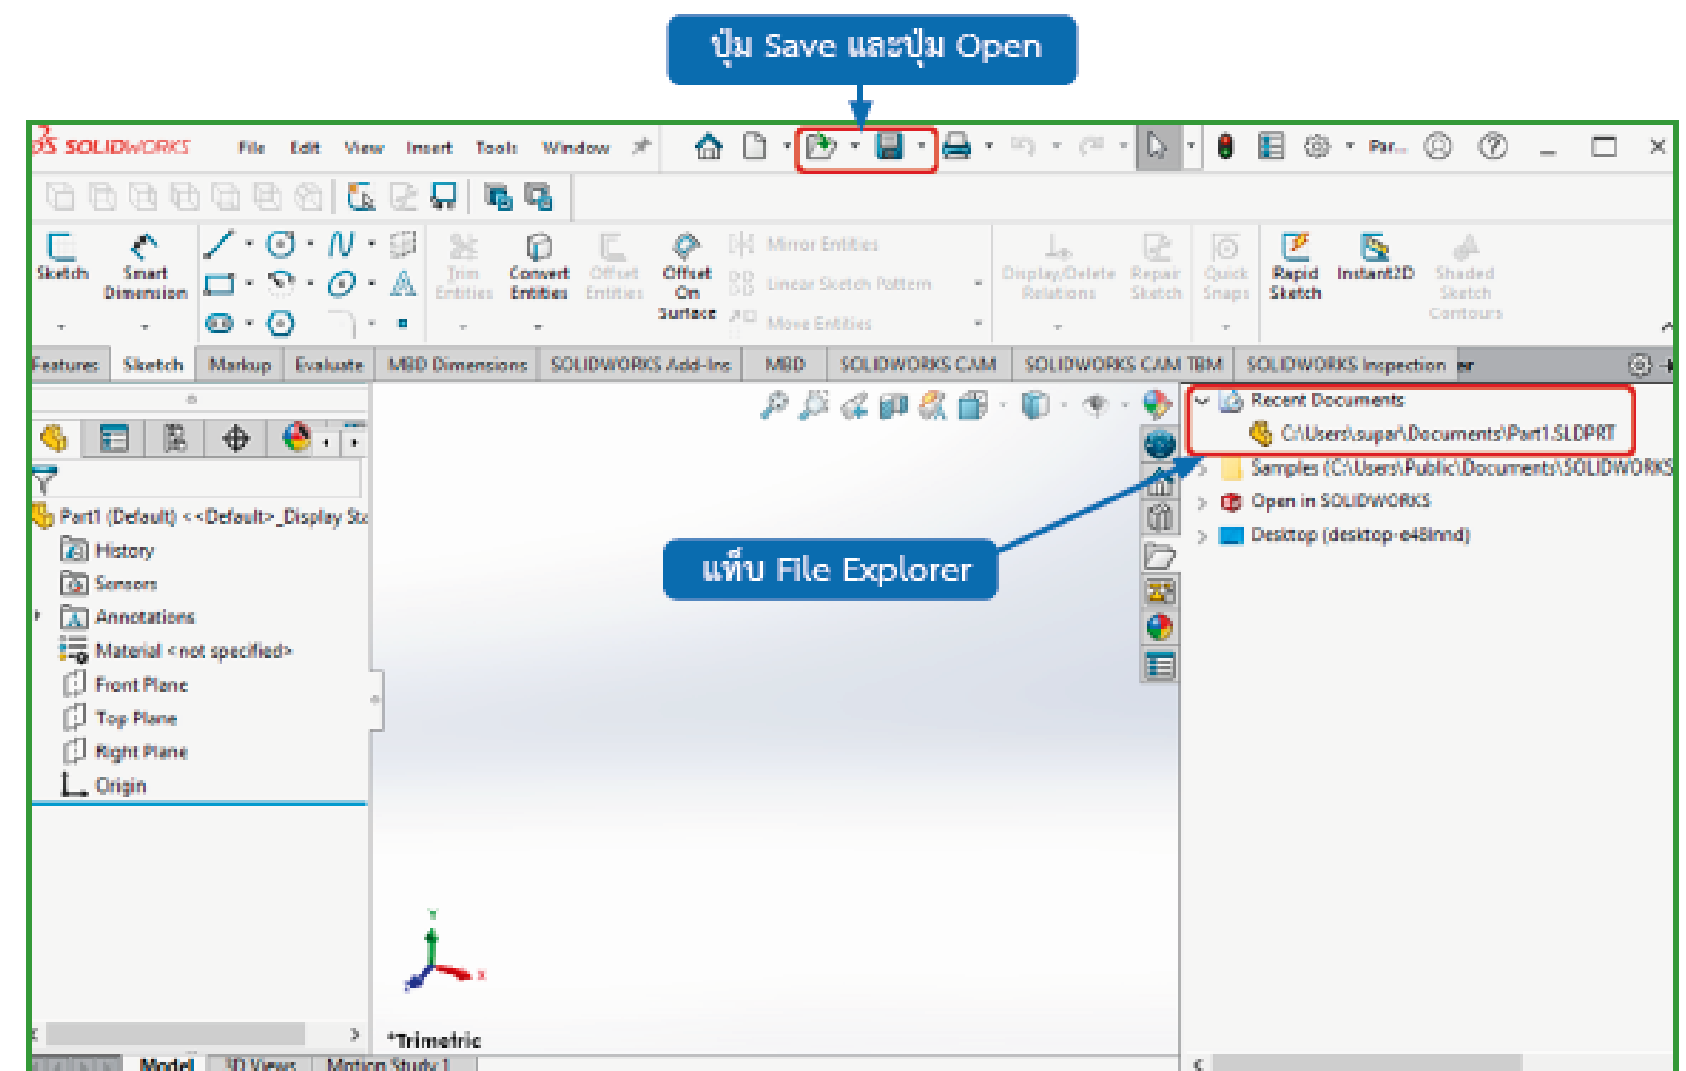 ปุ่ม Save และปุ่ม Open
SOLIDWORKS File Edit View Insert Tools Window Par...
Sketch
Smart
Dimension
Trim
Entities
Convert
Entities
Offset
Entities
Offset
On
Surface
Mirror Entities
Linear Sketch Pattern
Move Entities
Display/Delete
Relations
Repair
Sketch
Quick
Snaps
Rapid
Sketch
Instant2D
Shaded
Sketch
Contours
Features Sketch Markup Evaluate MBD Dimensions SOLIDWORKS Add-Ins MBD SOLIDWORKS CAM SOLIDWORKS CAM TBM SOLIDWORKS Inspection er
Recent Documents
C:\Users\supar\Documents\Part1.SLDPRT
Samples (C:\Users\Public\Documents\SOLIDWORKS
Open in SOLIDWORKS
Desktop (desktop-e48lnnd)
แท็บ File Explorer
Part1 (Default) <<Default>_Display Sta
History
Sensors
Annotations
Material <not specified>
Front Plane
Top Plane
Right Plane
Origin
Y
X
*Trimetric
Model 3D Views Motion Study 1